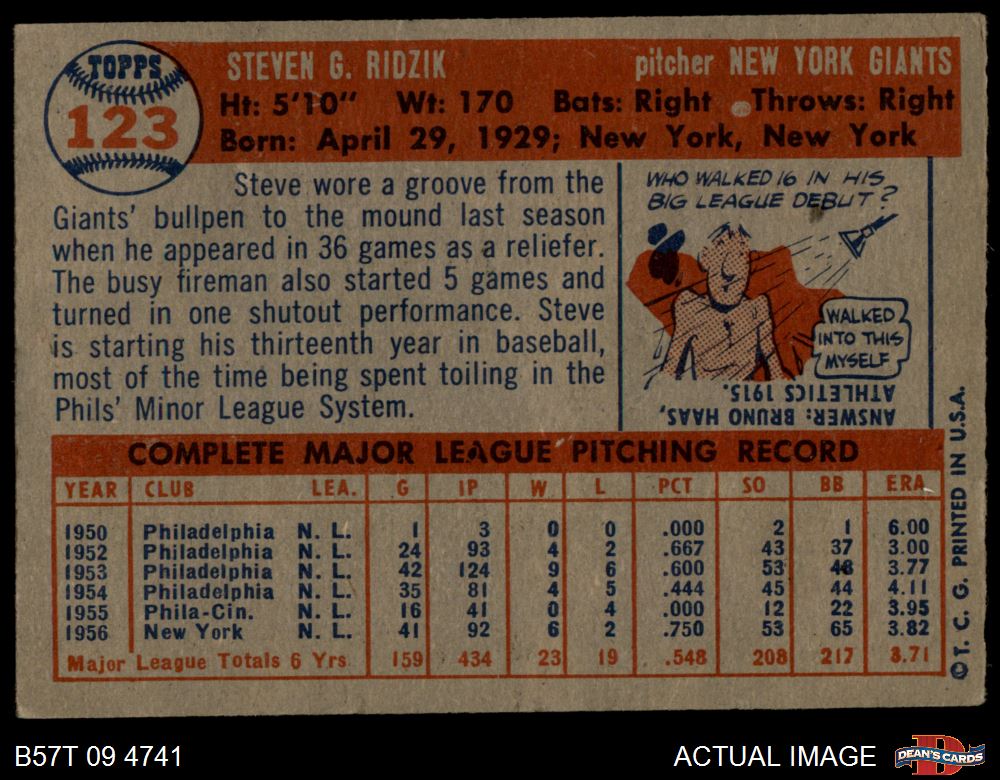 TOPPS
123
STEVEN G. RIDZIK
pitcher NEW YORK GIANTS
Ht: 5'10" Wt: 170 Bats: Right Throws: Right
Born: April 29, 1929; New York, New York
Steve wore a groove from the
Giants' bullpen to the mound last season
when he appeared in 36 games as a reliefer.
The busy fireman also started 5 games and
turned in one shutout performance. Steve
is starting his thirteenth year in baseball,
most of the time being spent toiling in the
Phils' Minor League System.
WHO WALKED 16 IN HIS
BIG LEAGUE DEBUT?
WALKED
INTO THIS
MYSELF
ANSWER: BRUNO HAAS,
ATHLETICS 1915.
COMPLETE MAJOR LEAGUE PITCHING RECORD
YEAR CLUB LEA. G IP W L PCT SO BB ERA
1950 Philadelphia N. L. 1 3 0 0 .000 2 1 6.00
1952 Philadelphia N. L. 24 93 4 2 .667 43 37 3.00
1953 Philadelphia N. L. 42 124 9 6 .600 53 48 3.77
1954 Philadelphia N. L. 35 81 4 5 .444 45 44 4.11
1955 Phila-Cin. N. L. 16 41 0 4 .000 12 22 3.95
1956 New York N. L. 41 92 6 2 .750 53 65 3.82
Major League Totals 6 Yrs. 159 434 23 19 .548 208 217 3.71
©T. C. G. PRINTED IN U.S.A.
B57T 09 4741
ACTUAL IMAGE
DEAN'S CARDS